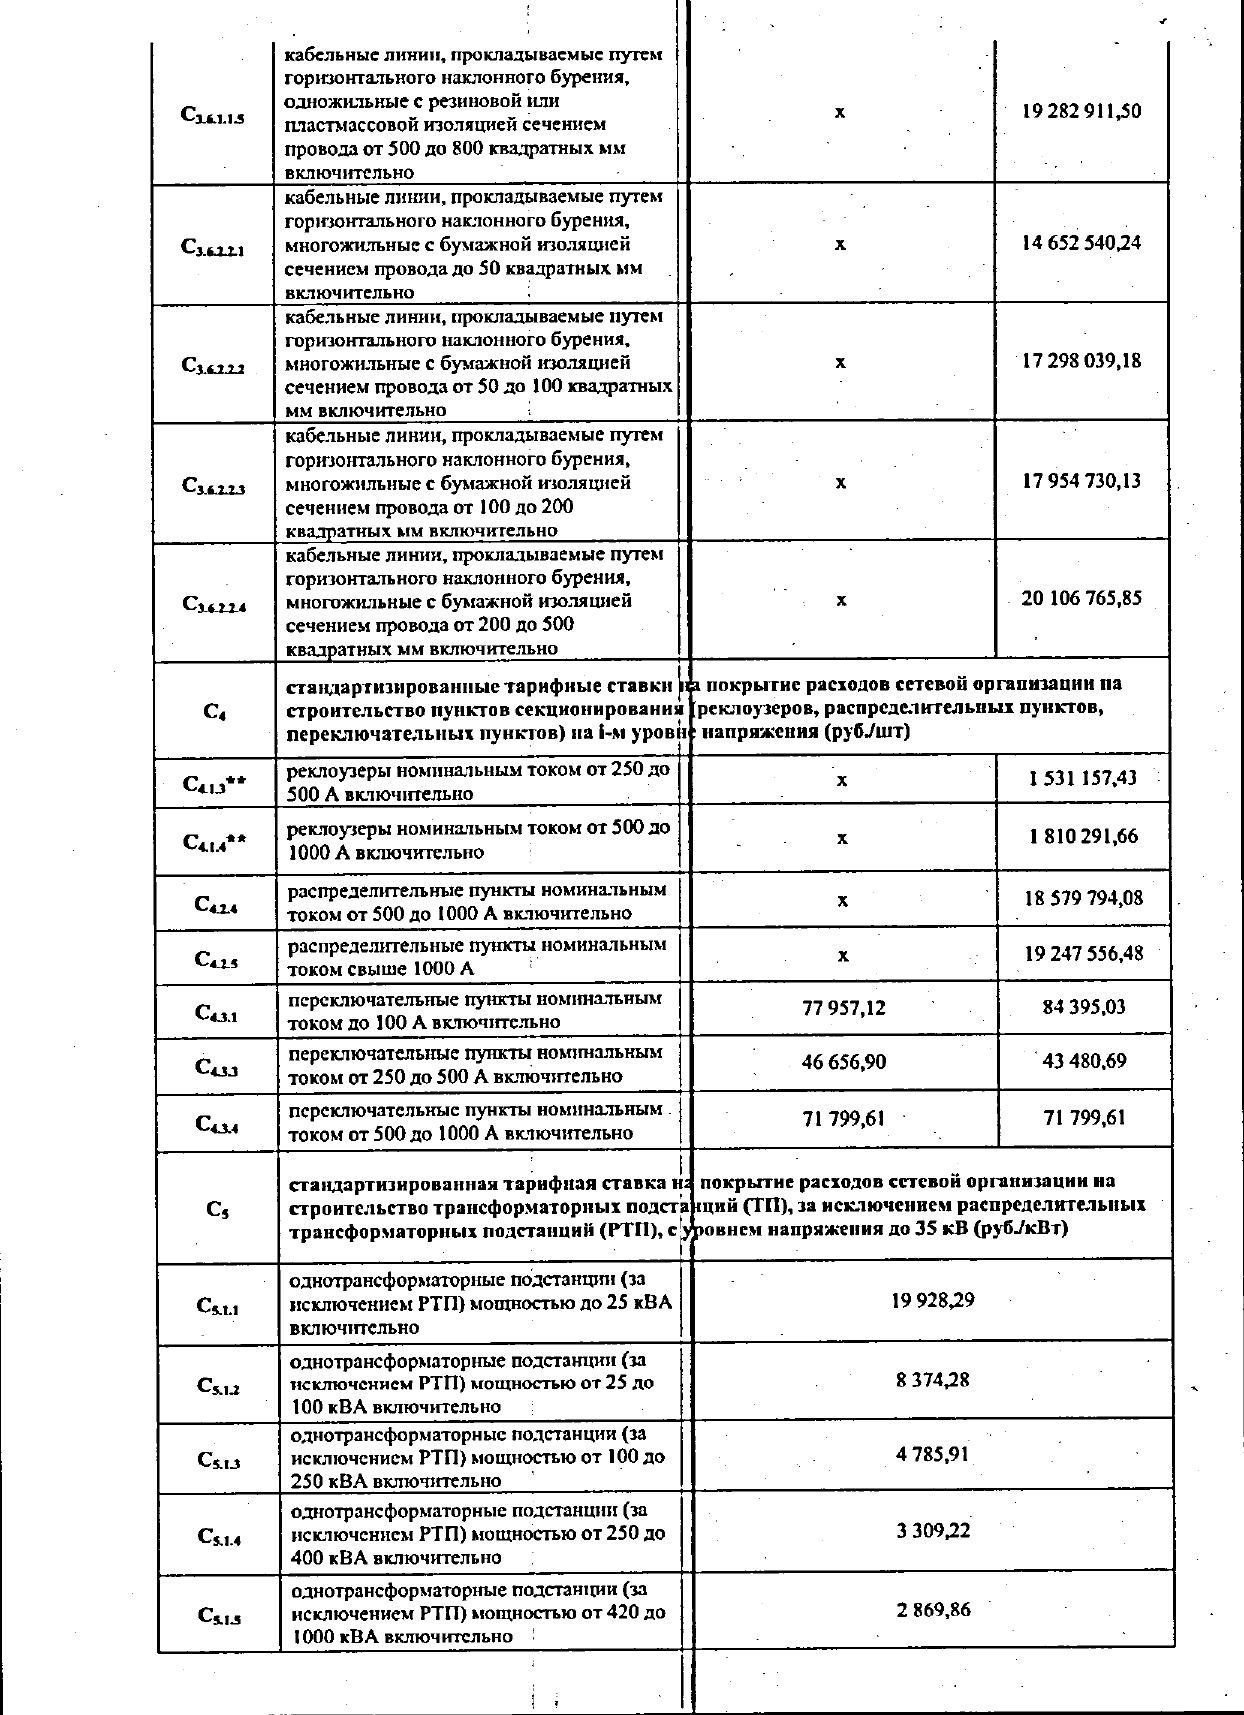 кабельные линии, прокладываемые путем
горизонтального наклонного бурения,
одножильные с резиновой или
пластмассовой изоляцией сечением
провода от 500 до 800 квадратных мм
включительно
С3.6.1.1.5
х
19 282 911,50
кабельные линии, прокладываемые путем
горизонтального наклонного бурения,
многожильные с бумажной изоляцией
сечением провода до 50 квадратных мм
включительно
С3.6.2.2.1
х
14 652 540,24
кабельные линии, прокладываемые путем
горизонтального наклонного бурения,
многожильные с бумажной изоляцией
сечением провода от 50 до 100 квадратных
мм включительно
С3.6.2.2.2
х
17 298 039,18
кабельные линии, прокладываемые путем
горизонтального наклонного бурения,
многожильные с бумажной изоляцией
сечением провода от 100 до 200
квадратных мм включительно
С3.6.2.2.3
х
17 954 730,13
кабельные линии, прокладываемые путем
горизонтального наклонного бурения,
многожильные с бумажной изоляцией
сечением провода от 200 до 500
квадратных мм включительно
С3.6.2.2.4
х
20 106 765,85
С4
стандартизированные тарифные ставки на покрытие расходов сетевой организации на
строительство пунктов секционирования (реклоузеров, распределительных пунктов,
переключательных пунктов) на i-м уровне напряжения (руб./шт)
С4.1.3**
реклоузеры номинальным током от 250 до
500 А включительно
х
1 531 157,43
С4.1.4**
реклоузеры номинальным током от 500 до
1000 А включительно
х
1 810 291,66
С4.2.4
распределительные пункты номинальным
током от 500 до 1000 А включительно
х
18 579 794,08
С4.2.5
распределительные пункты номинальным
током свыше 1000 А
х
19 247 556,48
С4.3.1
переключательные пункты номинальным
током до 100 А включительно
77 957,12
84 395,03
С4.3.3
переключательные пункты номинальным
током от 250 до 500 А включительно
46 656,90
43 480,69
С4.3.4
переключательные пункты номинальным
током от 500 до 1000 А включительно
71 799,61
71 799,61
С5
стандартизированная тарифная ставка на покрытие расходов сетевой организации на
строительство трансформаторных подстанций (ТП), за исключением распределительных
трансформаторных подстанций (РТП), с уровнем напряжения до 35 кВ (руб./кВт)
С5.1.1
однотрансформаторные подстанции (за
исключением РТП) мощностью до 25 кВА
включительно
19 928,29
С5.1.2
однотрансформаторные подстанции (за
исключением РТП) мощностью от 25 до
100 кВА включительно
8 374,28
С5.1.3
однотрансформаторные подстанции (за
исключением РТП) мощностью от 100 до
250 кВА включительно
4 785,91
С5.1.4
однотрансформаторные подстанции (за
исключением РТП) мощностью от 250 до
400 кВА включительно
3 309,22
С5.1.5
однотрансформаторные подстанции (за
исключением РТП) мощностью от 420 до
1000 кВА включительно
2 869,86